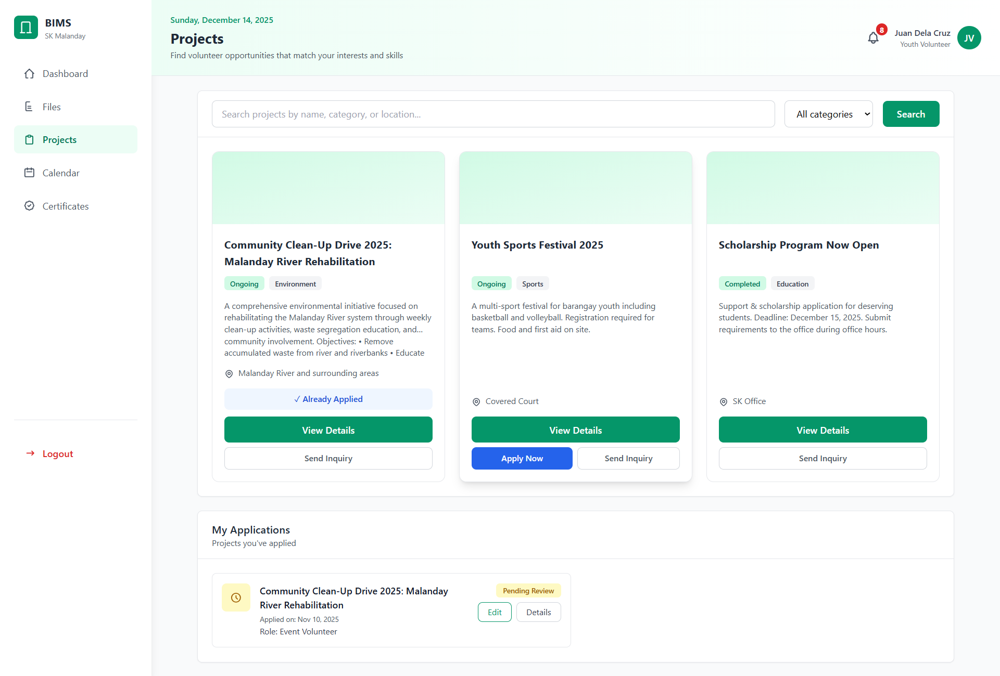 BIMS
SK Malanday
Dashboard
Files
Projects
Calendar
Certificates
Logout
Sunday, December 14, 2025
Projects
Find volunteer opportunities that match your interests and skills
8
Juan Dela Cruz
Youth Volunteer
JV
Search projects by name, category, or location...
All categories
Search
Community Clean-Up Drive 2025:
Malanday River Rehabilitation
Ongoing
Environment
A comprehensive environmental initiative focused on
rehabilitating the Malanday River system through weekly
clean-up activities, waste segregation education, and...
community involvement. Objectives: • Remove
accumulated waste from river and riverbanks • Educate
Malanday River and surrounding areas
✓ Already Applied
View Details
Send Inquiry
Youth Sports Festival 2025
Ongoing
Sports
A multi-sport festival for barangay youth including
basketball and volleyball. Registration required for
teams. Food and first aid on site.
Covered Court
View Details
Apply Now
Send Inquiry
Scholarship Program Now Open
Completed
Education
Support & scholarship application for deserving
students. Deadline: December 15, 2025. Submit
requirements to the office during office hours.
SK Office
View Details
Send Inquiry
My Applications
Projects you've applied
Community Clean-Up Drive 2025: Malanday
River Rehabilitation
Applied on: Nov 10, 2025
Role: Event Volunteer
Pending Review
Edit
Details